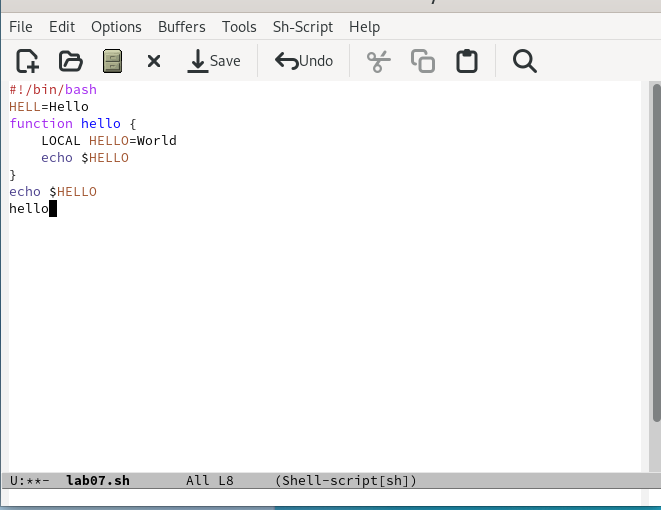 File Edit Options Buffers Tools Sh-Script Help
Save Undo
#!/bin/bash
HELL=Hello
function hello {
    LOCAL HELLO=World
    echo $HELLO
}
echo $HELLO
hello
U:**- lab07.sh All L8 (Shell-script[sh])